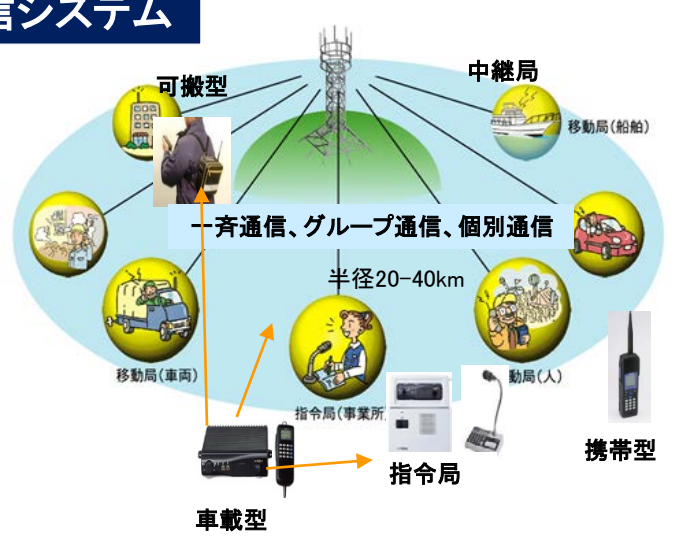 信システム
可搬型
中継局
移動局(船舶)
一斉通信、グループ通信、個別通信
半径20-40km
移動局(車両)
動局(人)
指令局(事業所
指令局
携帯型
車載型